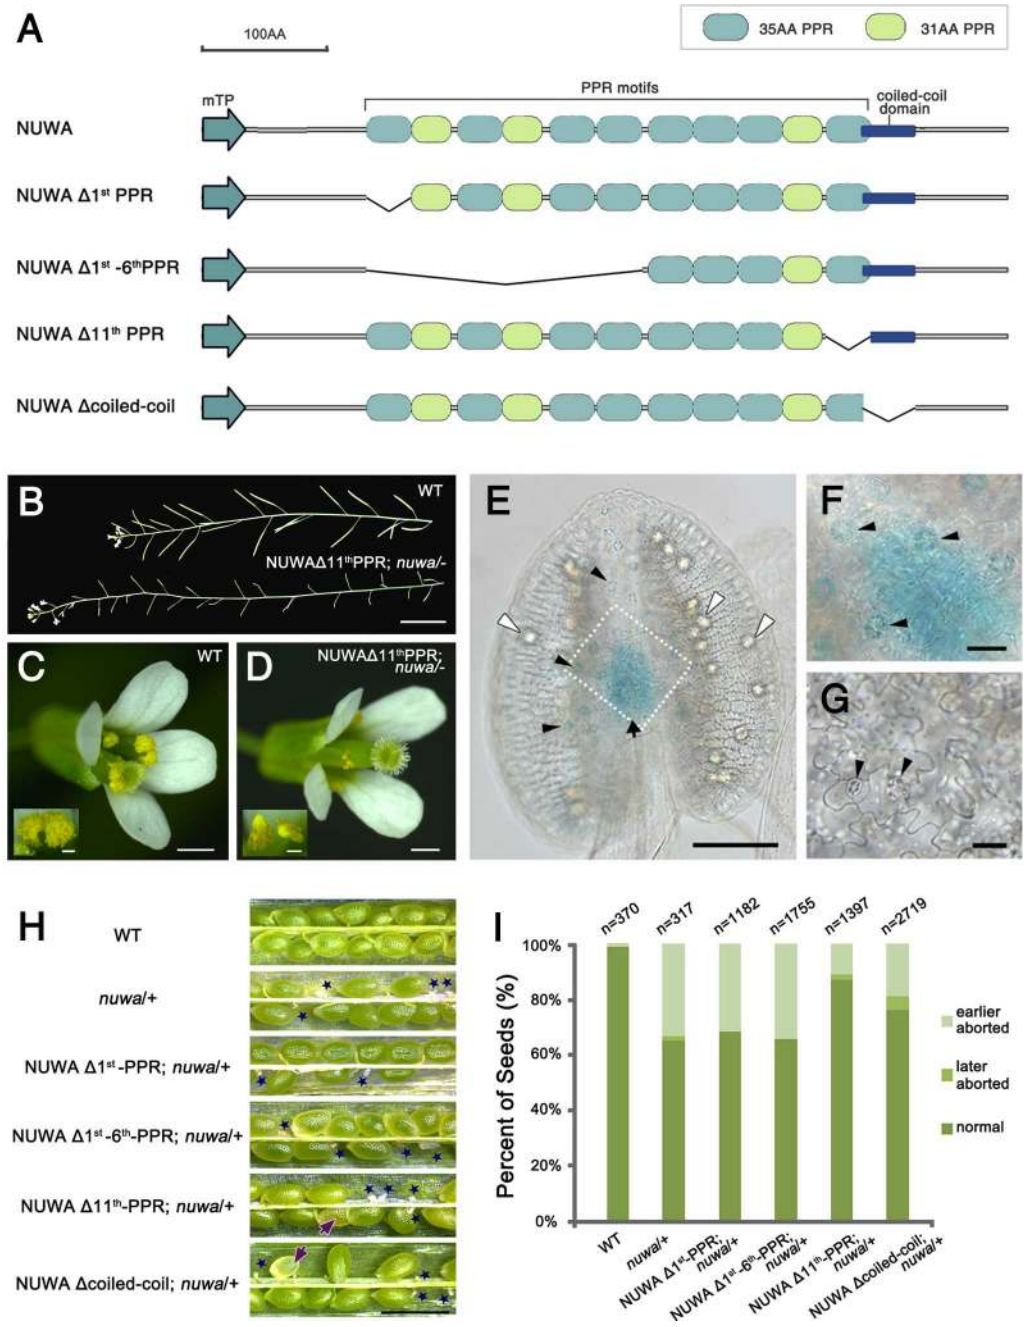 A
100AA
35AA PPR
31AA PPR
mTP
PPR motifs
coiled-coil
domain
NUWA
NUWA Δ1st PPR
NUWA Δ1st -6thPPR
NUWA Δ11th PPR
NUWA Δcoiled-coil
B
WT
NUWAΔ11thPPR; nuwa/-
C
WT
D
NUWAΔ11thPPR;
nuwa/-
E
F
G
H
WT
nuwa/+
NUWA Δ1st-PPR; nuwa/+
NUWA Δ1st-6th-PPR; nuwa/+
NUWA Δ11th-PPR; nuwa/+
NUWA Δcoiled-coil; nuwa/+
I
n=370
n=317
n=1182
n=1755
n=1397
n=2719
Percent of Seeds (%)
100%
80%
60%
40%
20%
0%
earlier
aborted
later
aborted
normal
WT
nuwa/+
NUWA Δ1st-PPR;
nuwa/+
NUWA Δ1st-6th-PPR;
nuwa/+
NUWA Δ11th-PPR;
nuwa/+
NUWA Δcoiled-coil;
nuwa/+